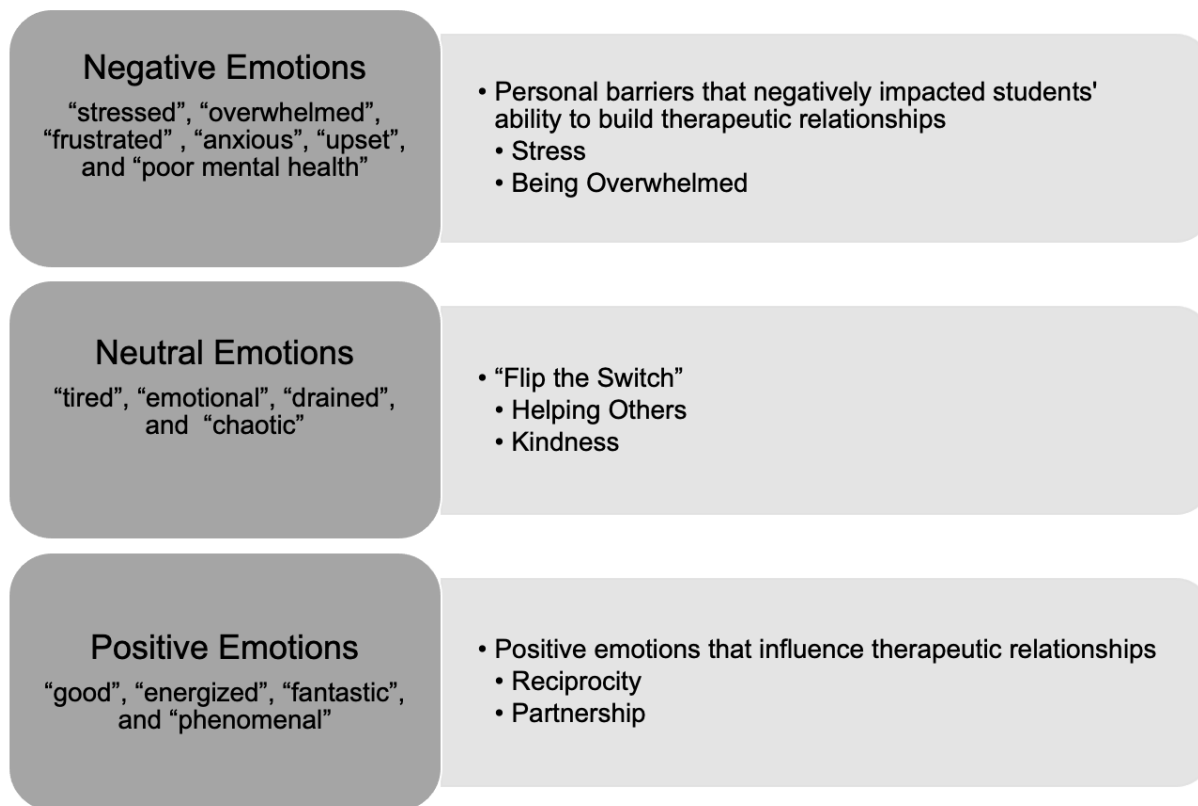 Negative Emotions
“stressed”, “overwhelmed”,
“frustrated” , “anxious”, “upset”,
and “poor mental health”
• Personal barriers that negatively impacted students'
ability to build therapeutic relationships
• Stress
• Being Overwhelmed
Neutral Emotions
“tired”, “emotional”, “drained”,
and “chaotic”
• “Flip the Switch”
• Helping Others
• Kindness
Positive Emotions
“good”, “energized”, “fantastic”,
and “phenomenal”
• Positive emotions that influence therapeutic relationships
• Reciprocity
• Partnership